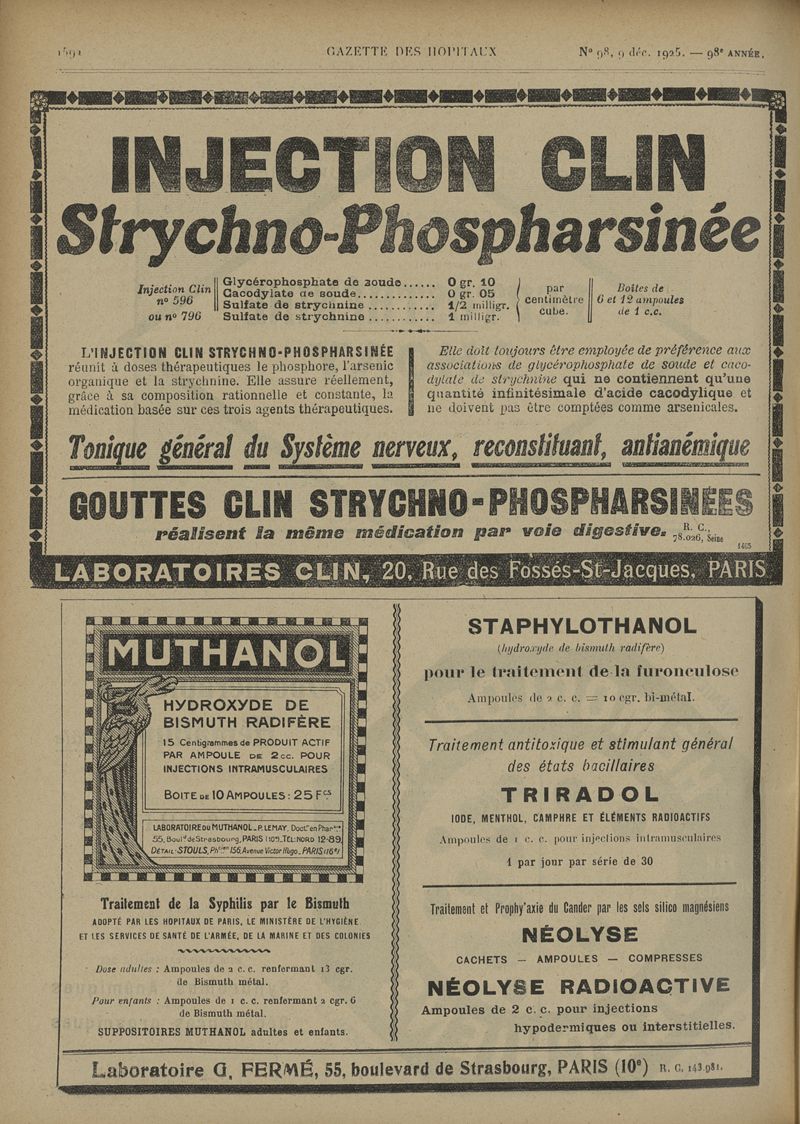 1592
GAZETTE DES HOPITAUX
N° 98, 9 déc. 1925. — 98e ANNÉE.
INJECTION CLIN
Strychno-Phospharsinée
Injection Clin
n° 596
ou n° 796
Glycérophosphate de soude...... 0 gr. 10
Cacodylate de soude............. 0 gr. 05
Sulfate de strychnine ........... 1/2 milligr.
Sulfate de strychnine ........... 1 milligr.
par
centimètre
cube.
Boîtes de
6 et 12 ampoules
de 1 c.c.
L'INJECTION CLIN STRYCHNO-PHOSPHARSINÉE
réunit à doses thérapeutiques le phosphore, l'arsenic
organique et la strychnine. Elle assure réellement,
grâce à sa composition rationnelle et constante, la
médication basée sur ces trois agents thérapeutiques.
Elle doit toujours être employée de préférence aux
associations de glycérophosphate de soude et caco-
dylate de strychnine qui ne contiennent qu'une
quantité infinitésimale d'acide cacodylique et
ne doivent pas être comptées comme arsenicales.
Tonique général du Système nerveux, reconstituant, antianémique
GOUTTES CLIN STRYCHNO-PHOSPHARSINÉES
réalisent la même médication par voie digestive.
R. C.,
78.026, Seine
1465
LABORATOIRES CLIN, 20, Rue des Fossés-St-Jacques, PARIS
MUTHANOL
HYDROXYDE DE
BISMUTH RADIFÈRE
15 Centigrammes de PRODUIT ACTIF
PAR AMPOULE DE 2cc. POUR
INJECTIONS INTRAMUSCULAIRES
BOITE DE 10 AMPOULES : 25 Fcs
LABORATOIRE DU MUTHANOL_P. LEMAY, Doct. en Phar
55, Boul.d de Strasbourg, PARIS (10e)_TÉL: NORD 12-89
DÉTAIL: STOULS, Phien 156, Avenue Victor Hugo_PARIS (16e)
Traitement de la Syphilis par le Bismuth
ADOPTÉ PAR LES HOPITAUX DE PARIS, LE MINISTÈRE DE L'HYGIÈNE
ET LES SERVICES DE SANTÉ DE L'ARMÉE, DE LA MARINE ET DES COLONIES
Dose adultes : Ampoules de 2 c. c. renfermant 13 cgr.
de Bismuth métal.
Pour enfants : Ampoules de 1 c. c. renfermant 2 cgr. 6
de Bismuth métal.
SUPPOSITOIRES MUTHANOL adultes et enfants.
STAPHYLOTHANOL
(hydroxyde de bismuth radifère)
pour le traitement de la furonculose
Ampoules de 2 c. c. = 10 cgr. bi-métal.
Traitement antitoxique et stimulant général
des états bacillaires
TRIRADOL
IODE, MENTHOL, CAMPHRE ET ÉLÉMENTS RADIOACTIFS
Ampoules de 1 c. c. pour injections intramusculaires
1 par jour par série de 30
Traitement et Prophy'axie du Cander par les sels silico magnésiens
NÉOLYSE
CACHETS — AMPOULES — COMPRESSES
NÉOLYSE RADIOACTIVE
Ampoules de 2 c. c. pour injections
hypodermiques ou interstitielles.
Laboratoire G. FERMÉ, 55, boulevard de Strasbourg, PARIS (10e) R. C. 143.981.